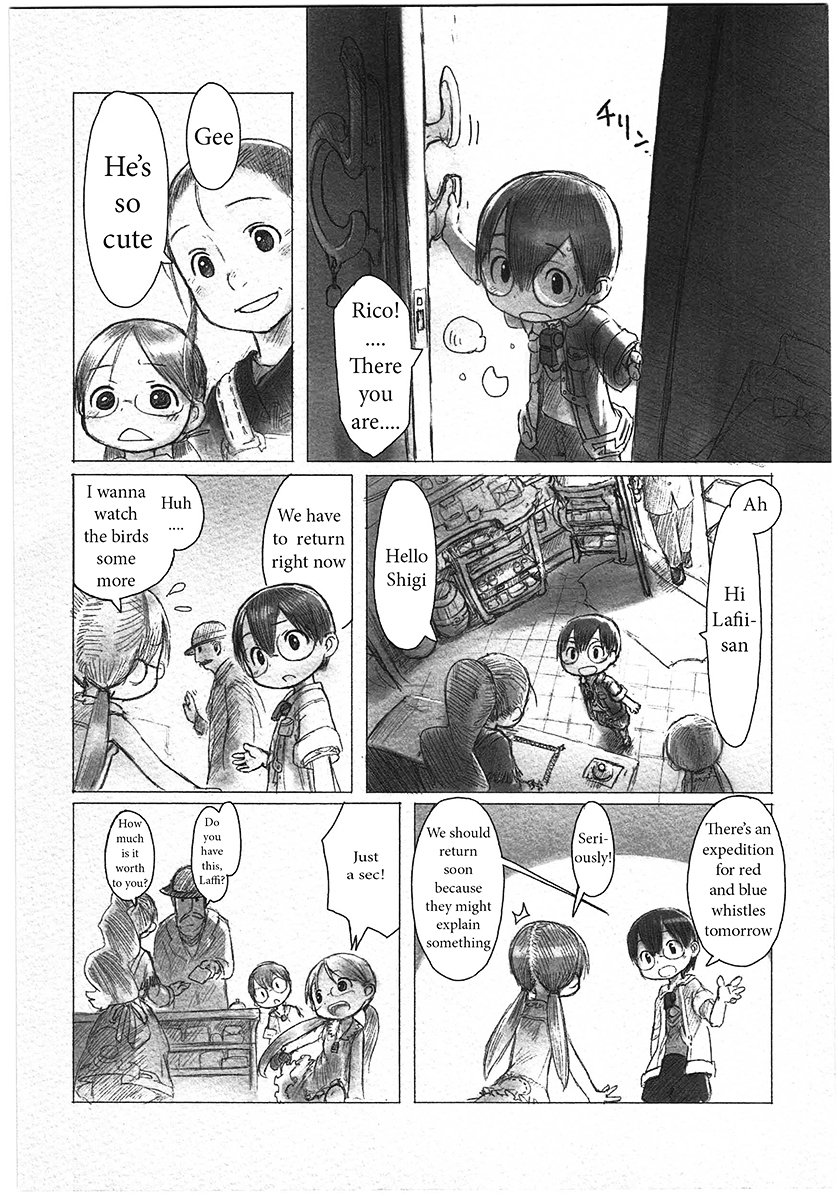 チリン
Rico!
....
There
you
are....
Gee
He's
so
cute
Ah
Hi
Lafii-
san
Hello
Shigi
We have
to return
right now
Huh
....
I wanna
watch
the birds
some
more
There's an
expedition
for red
and blue
whistles
tomorrow
Seri-
ously!
We should
return
soon
because
they might
explain
something
Just
a sec!
Do
you
have
this,
Laffi?
How
much
is it
worth
to you?